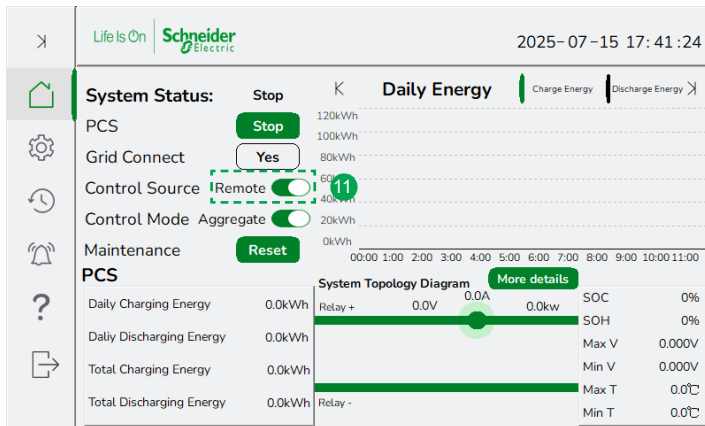 Life Is On Schneider Electric
2025-07-15 17:41:24
System Status: Stop
PCS Stop
Grid Connect Yes
Control Source Remote
11
Control Mode Aggregate
Maintenance Reset
Daily Energy
Charge Energy
Discharge Energy
120kWh
100kWh
80kWh
20kWh
0kWh
00:00 1:00 2:00 3:00 4:00 5:00 6:00 7:00 8:00 9:00 10:00 11:00
PCS
Daily Charging Energy 0.0kWh
Daliy Discharging Energy 0.0kWh
Total Charging Energy 0.0kWh
Total Discharging Energy 0.0kWh
System Topology Diagram
More details
Relay + 0.0V 0.0A 0.0kw
Relay -
SOC 0%
SOH 0%
Max V 0.000V
Min V 0.000V
Max T 0.0℃
Min T 0.0℃
?